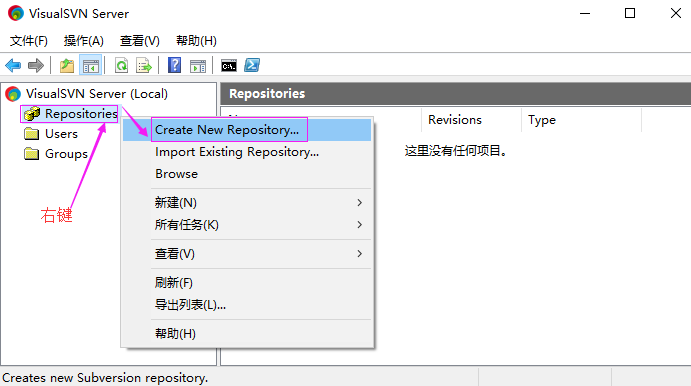 VisualSVN Server
文件(F) 操作(A) 查看(V) 帮助(H)
VisualSVN Server (Local)
Repositories
Users
Groups
右键
Repositories
Revisions Type
这里没有任何项目。
Create New Repository...
Import Existing Repository...
Browse
新建(N)
所有任务(K)
查看(V)
刷新(F)
导出列表(L)...
帮助(H)
Creates new Subversion repository.